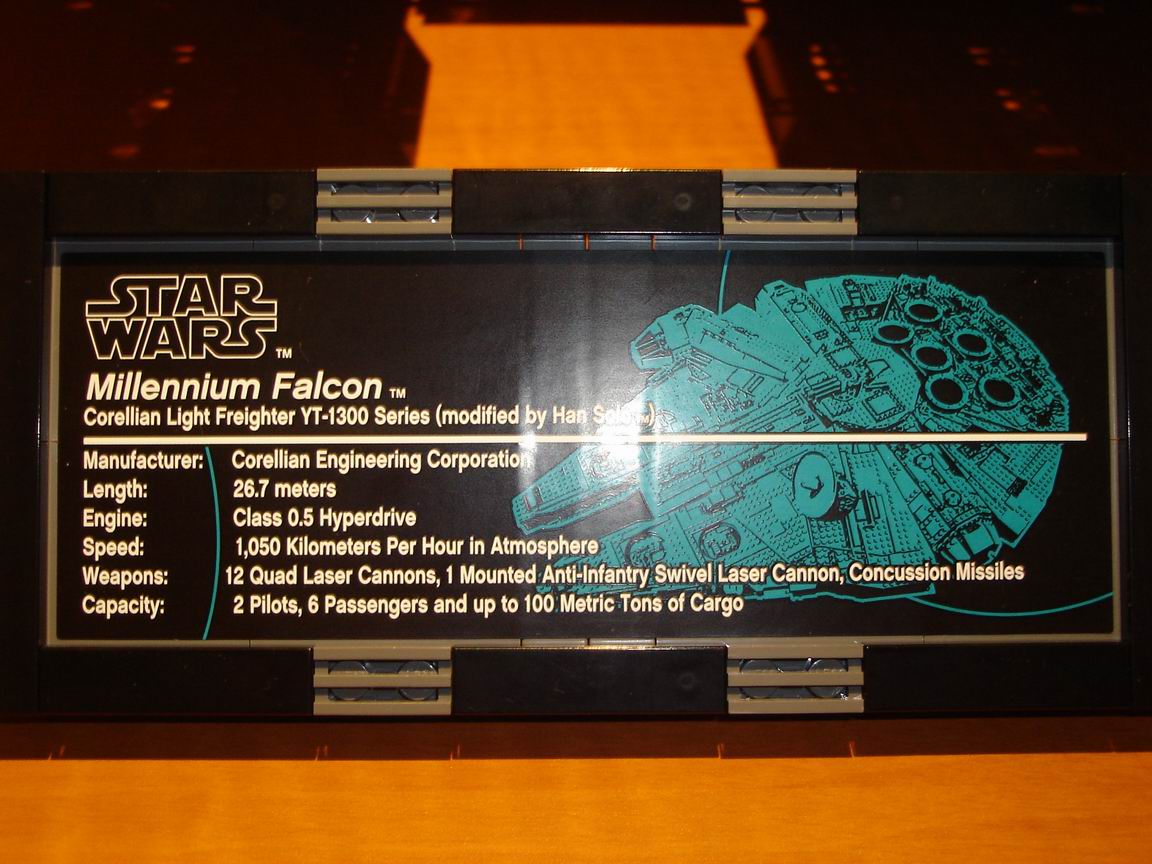 STAR
WARS TM
Millennium Falcon TM
Corellian Light Freighter YT-1300 Series (modified by Han Solo TM)
Manufacturer: Corellian Engineering Corporation
Length: 26.7 meters
Engine: Class 0.5 Hyperdrive
Speed: 1,050 Kilometers Per Hour in Atmosphere
Weapons: 12 Quad Laser Cannons, 1 Mounted Anti-Infantry Swivel Laser Cannon, Concussion Missiles
Capacity: 2 Pilots, 6 Passengers and up to 100 Metric Tons of Cargo